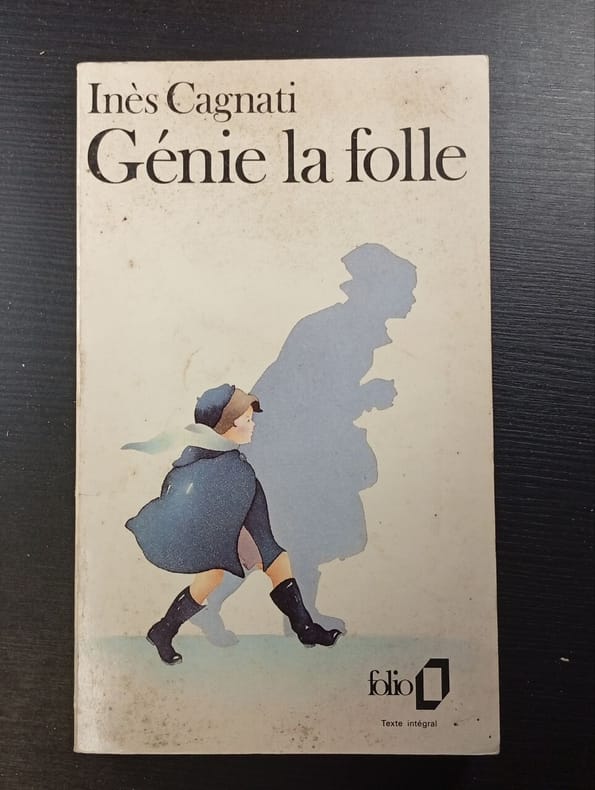 Inès Cagnati
Génie la folle
folio
Texte intégral